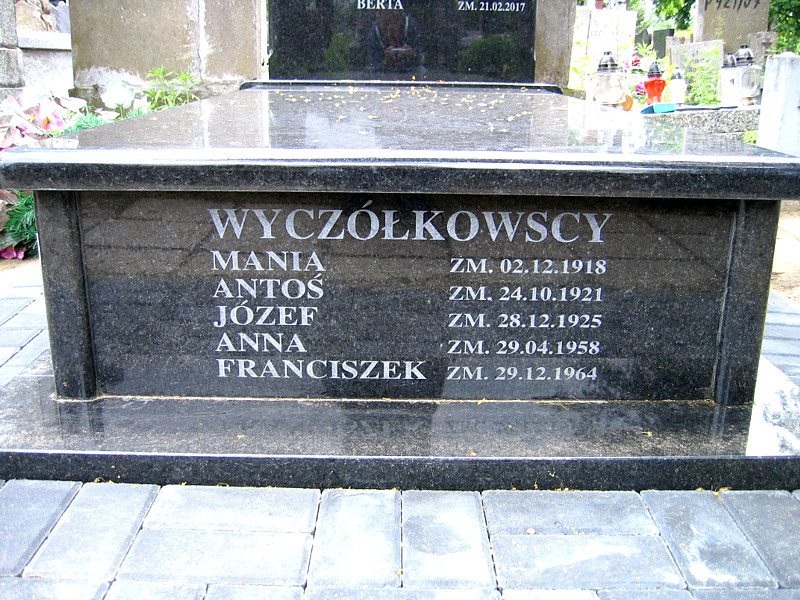 BERTA ZM. 21.02.2017
WYCZÓŁKOWSCY
MANIA ZM. 02.12.1918
ANTOŚ ZM. 24.10.1921
JÓZEF ZM. 28.12.1925
ANNA ZM. 29.04.1958
FRANCISZEK ZM. 29.12.1964